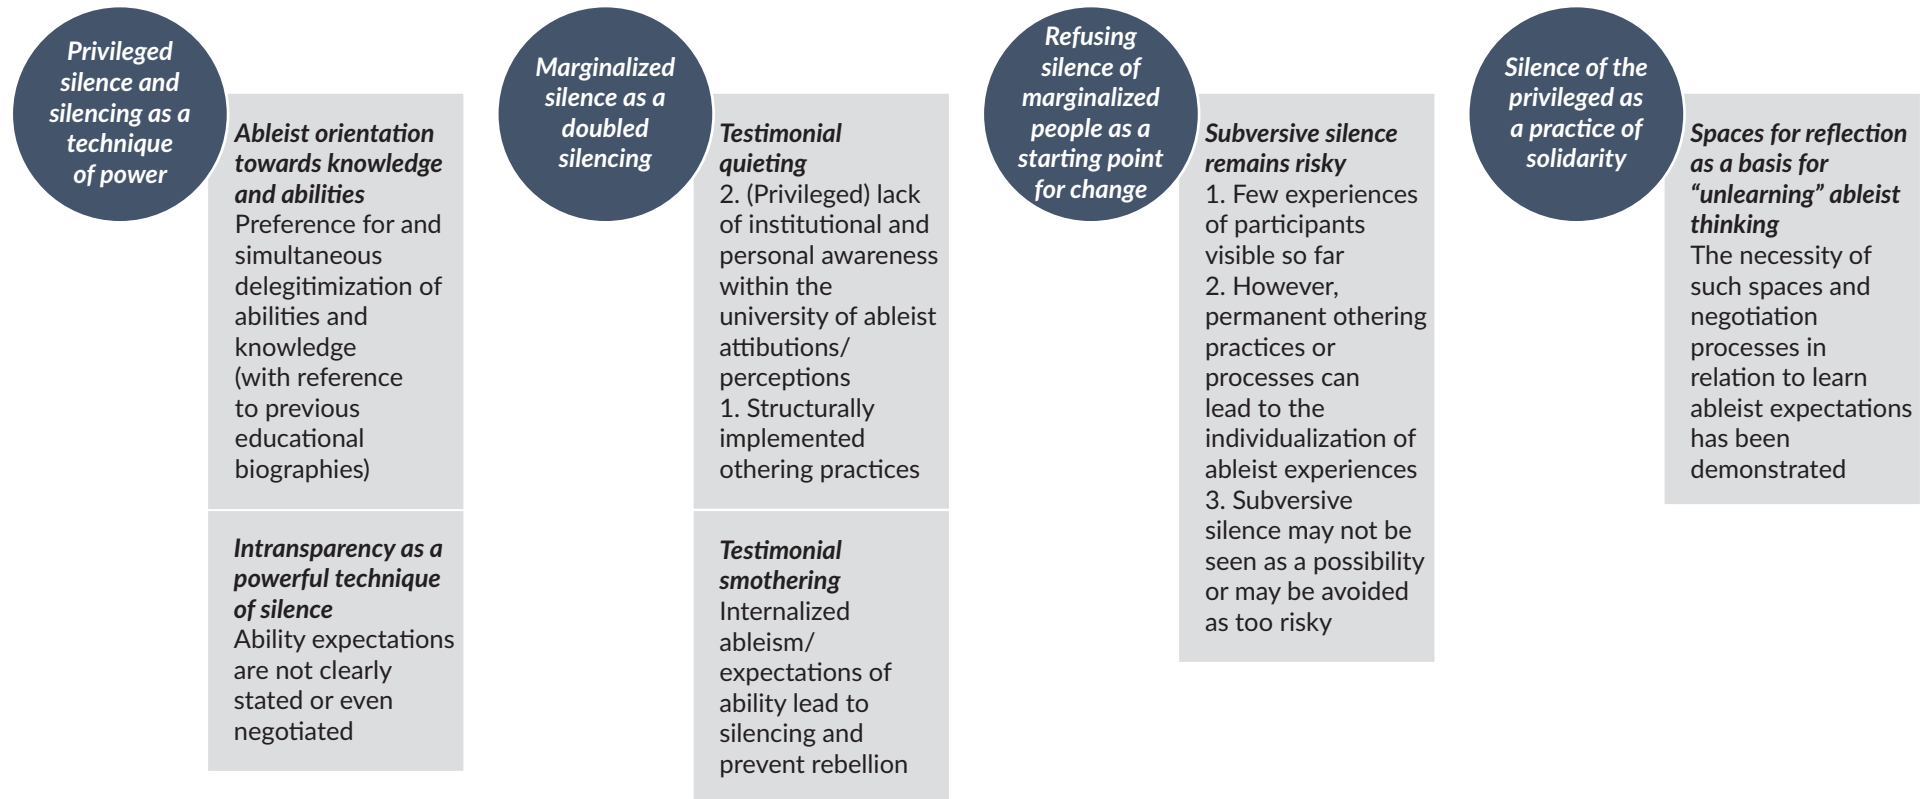 Privileged
silence and
silencing as a
technique
of power
Ableist orientation
towards knowledge
and abilities
Preference for and
simultaneous
delegitimization of
abilities and
knowledge
(with reference
to previous
educational
biographies)
Intransparency as a
powerful technique
of silence
Ability expectations
are not clearly
stated or even
negotiated
Marginalized
silence as a
doubled
silencing
Testimonial
quieting
2. (Privileged) lack
of institutional and
personal awareness
within the
university of ableist
attibutions/
perceptions
1. Structurally
implemented
othering practices
Testimonial
smothering
Internalized
ableism/
expectations of
ability lead to
silencing and
prevent rebellion
Refusing
silence of
marginalized
people as a
starting point
for change
Subversive silence
remains risky
1. Few experiences
of participants
visible so far
2. However,
permanent othering
practices or
processes can
lead to the
individualization of
ableist experiences
3. Subversive
silence may not be
seen as a possibility
or may be avoided
as too risky
Silence of the
privileged as
a practice of
solidarity
Spaces for reflection
as a basis for
“unlearning” ableist
thinking
The necessity of
such spaces and
negotiation
processes in
relation to learn
ableist expectations
has been
demonstrated